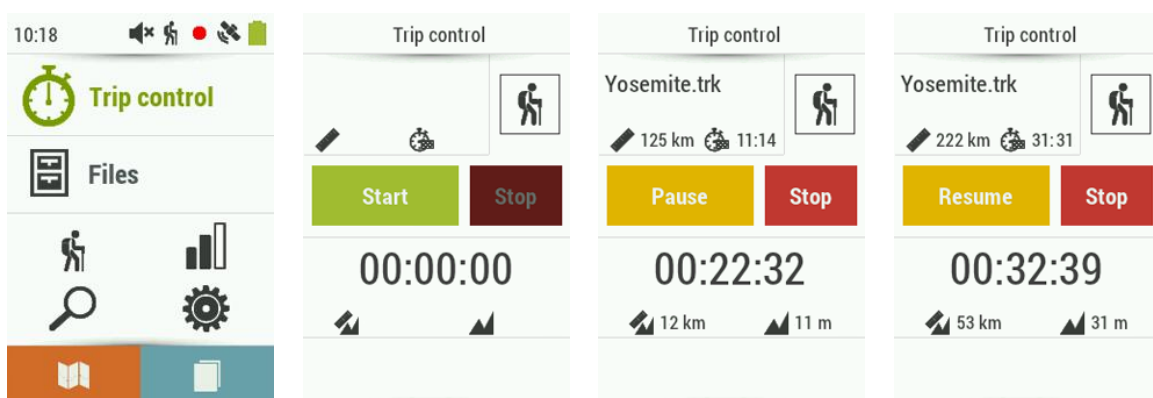 10:18
Trip control
Files
Trip control
Start
Stop
00:00:00
Trip control
Yosemite.trk
125 km 11:14
Pause
Stop
00:22:32
12 km 11 m
Trip control
Yosemite.trk
222 km 31:31
Resume
Stop
00:32:39
53 km 31 m